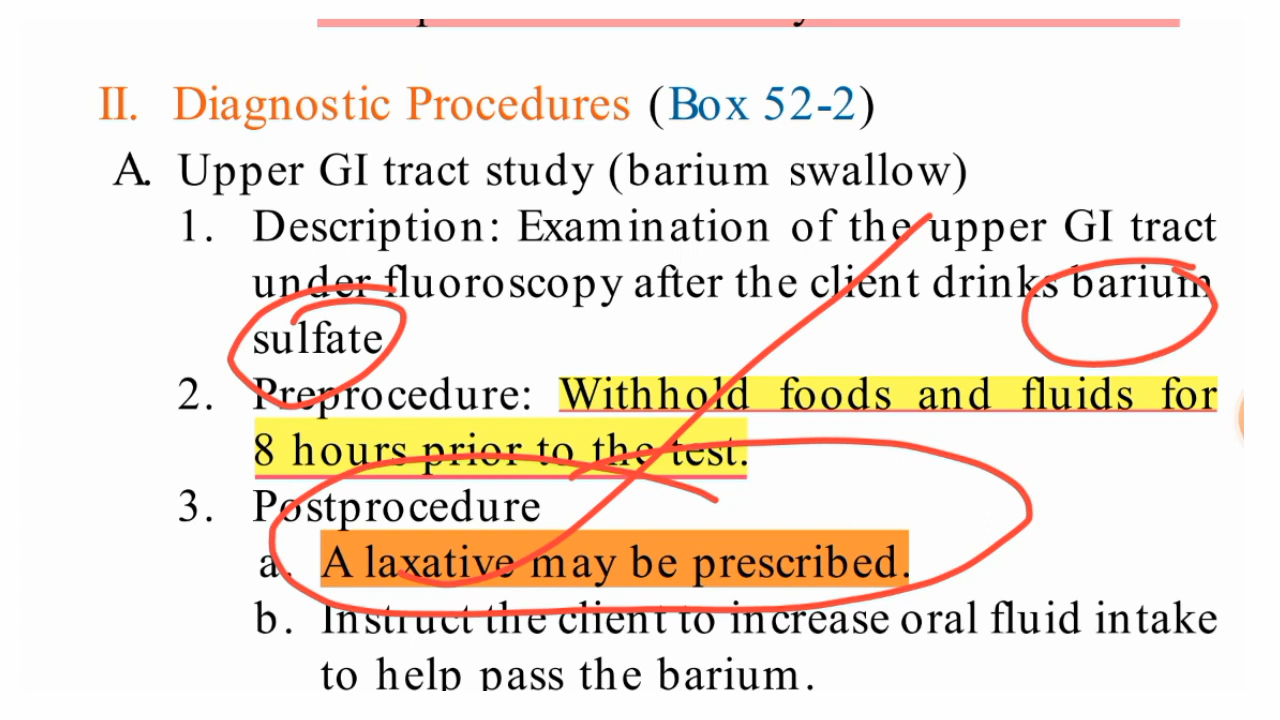 II. Diagnostic Procedures (Box 52-2)
A. Upper GI tract study (barium swallow)
1. Description: Examination of the upper GI tract
under fluoroscopy after the client drinks barium
sulfate
2. Preprocedure: Withhold foods and fluids for
8 hours prior to the test.
3. Postprocedure
a. A laxative may be prescribed.
b. Instruct the client to increase oral fluid intake
to help pass the barium.